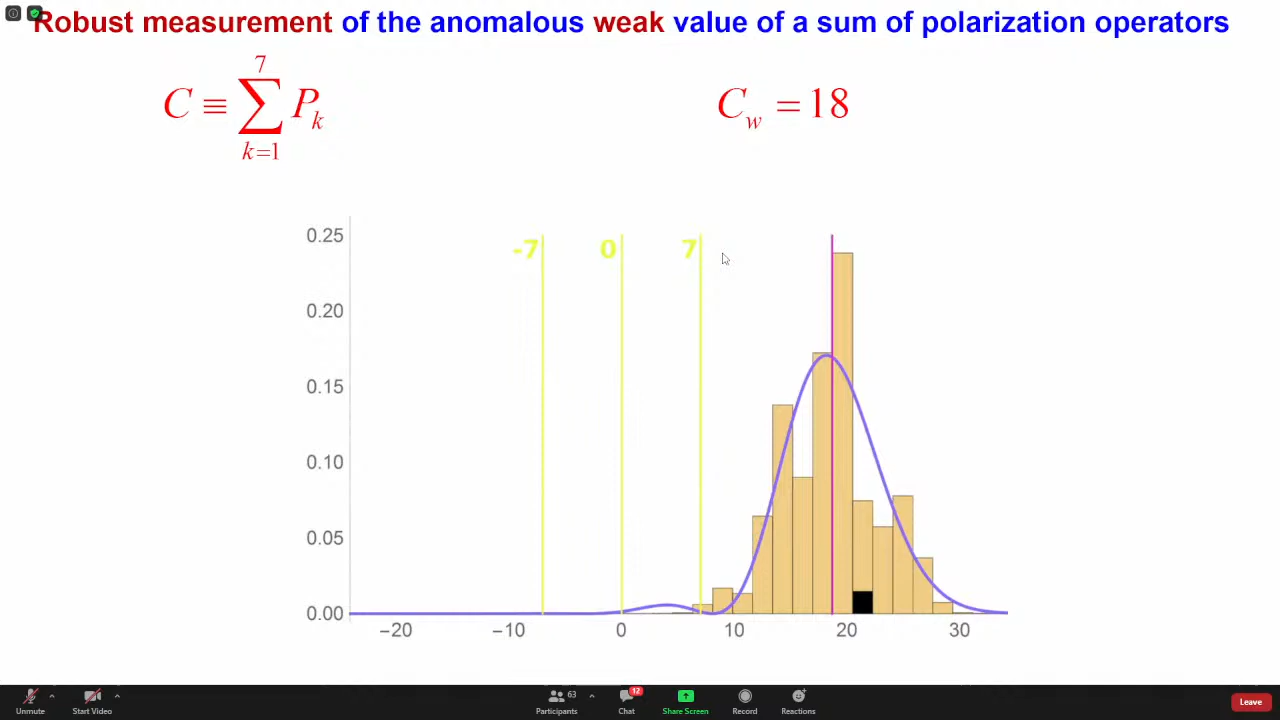 Robust measurement of the anomalous weak value of a sum of polarization operators
7
C ≡ ∑ P_k
k=1
C_w = 18
0.25
0.20
0.15
0.10
0.05
0.00
-7
0
7
−20
−10
0
10
20
30
Unmute
Start Video
63
Participants
12
Chat
Share Screen
Record
Reactions
Leave